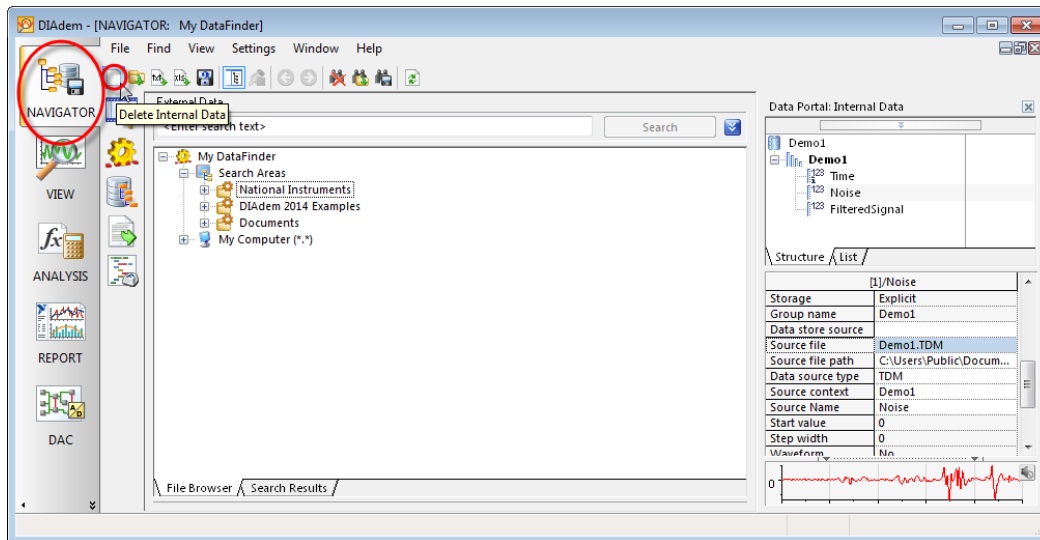 DIAdem - [NAVIGATOR: My DataFinder]
File Find View Settings Window Help
NAVIGATOR
VIEW
ANALYSIS
REPORT
DAC
Delete Internal Data
External Data
<Enter search text>
Search
My DataFinder
Search Areas
National Instruments
DIAdem 2014 Examples
Documents
My Computer (*.*)
File Browser
Search Results
Data Portal: Internal Data
Demo1
Demo1
Time
Noise
FilteredSignal
Structure
List
[1]/Noise
Storage Explicit
Group name Demo1
Data store source
Source file Demo1.TDM
Source file path C:\Users\Public\Docum...
Data source type TDM
Source context Demo1
Source Name Noise
Start value 0
Step width 0
Waveform No
0